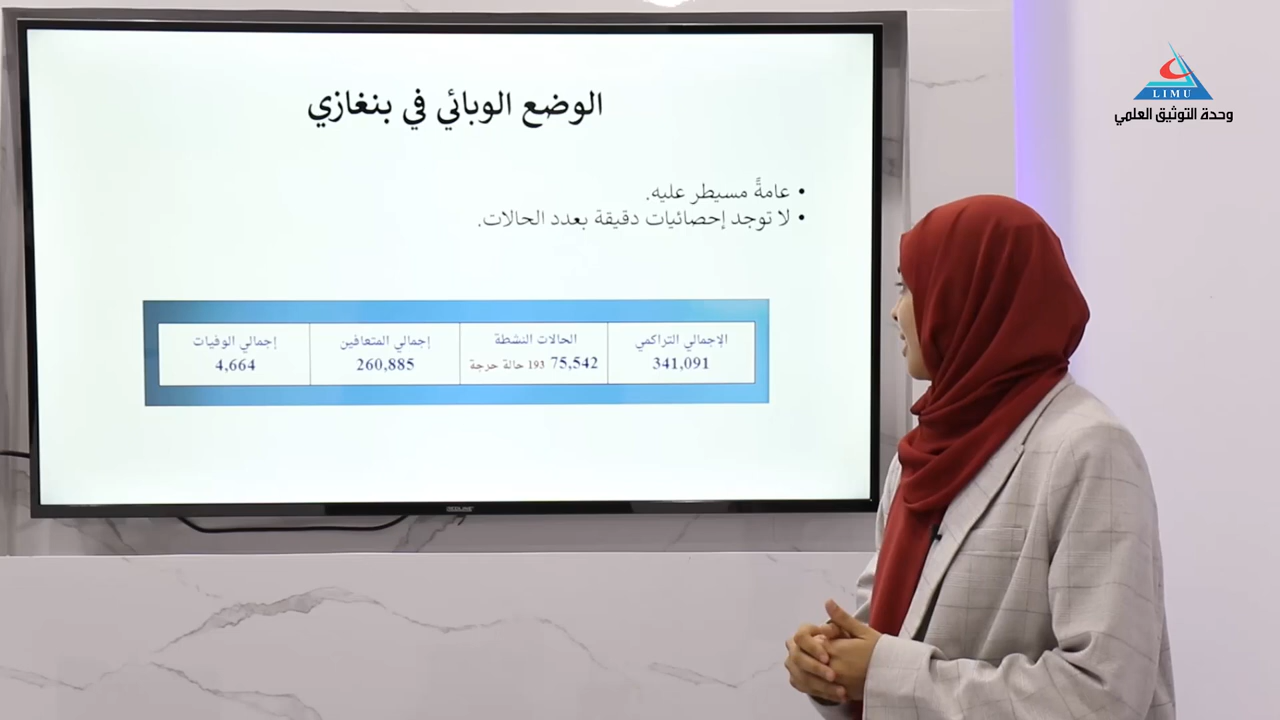 الوضع الوبائي في بنغازي
• عامةً مسيطر عليه.
• لا توجد إحصائيات دقيقة بعدد الحالات.
الإجمالي التراكمي
341,091
الحالات النشطة
75,542 193 حالة حرجة
إجمالي المتعافين
260,885
إجمالي الوفيات
4,664
LIMU
وحدة التوثيق العلمي